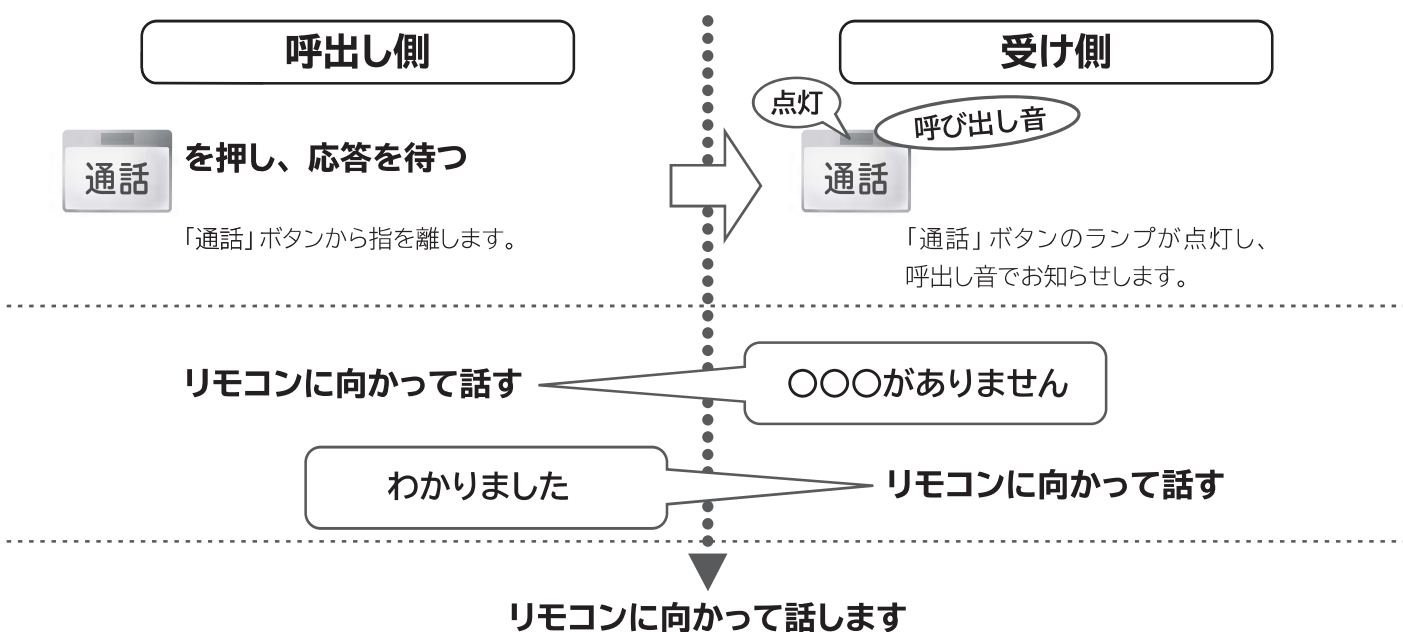 呼出し側
受け側
点灯
呼び出し音
通話
を押し、応答を待つ
通話
「通話」ボタンから指を離します。
「通話」ボタンのランプが点灯し、
呼出し音でお知らせします。
リモコンに向かって話す
〇〇〇がありません
わかりました
リモコンに向かって話す
リモコンに向かって話します